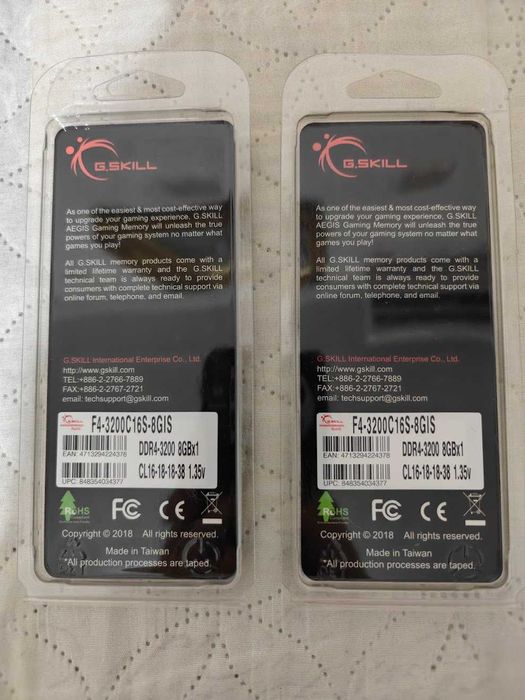 G.SKILL
As one of the easiest & most cost-effective way
to upgrade your gaming experience, G.SKILL
AEGIS Gaming Memory will unleash the true
powers of your gaming system no matter what
games you play!
All G.SKILL memory products come with a
limited lifetime warranty and the G.SKILL
technical team is always ready to provide
consumers with complete technical support via
online forum, telephone, and email.
G.SKILL International Enterprise Co., Ltd.
http://www.gskill.com
TEL:+886-2-2766-7889
FAX:+886-2-2767-2721
email: techsupport@gskill.com
G.SKILL
F4-3200C16S-8GIS
DDR4-3200 8GBx1
EAN: 4713294224378
CL16-18-18-38 1.35v
UPC: 848354034377
RoHS
FC CE
Copyright © 2018 All rights reserved.
Made in Taiwan
*All production processes are taped.
G.SKILL
As one of the easiest & most cost-effective way
to upgrade your gaming experience, G.SKILL
AEGIS Gaming Memory will unleash the true
powers of your gaming system no matter what
games you play!
All G.SKILL memory products come with a
limited lifetime warranty and the G.SKILL
technical team is always ready to provide
consumers with complete technical support via
online forum, telephone, and email.
G.SKILL International Enterprise Co., Ltd.
http://www.gskill.com
TEL:+886-2-2766-7889
FAX:+886-2-2767-2721
email: techsupport@gskill.com
G.SKILL
F4-3200C16S-8GIS
DDR4-3200 8GBx1
EAN: 4713294224378
CL16-18-18-38 1.35v
UPC: 848354034377
RoHS
FC CE
Copyright © 2018 All rights reserved.
Made in Taiwan
*All production processes are taped.